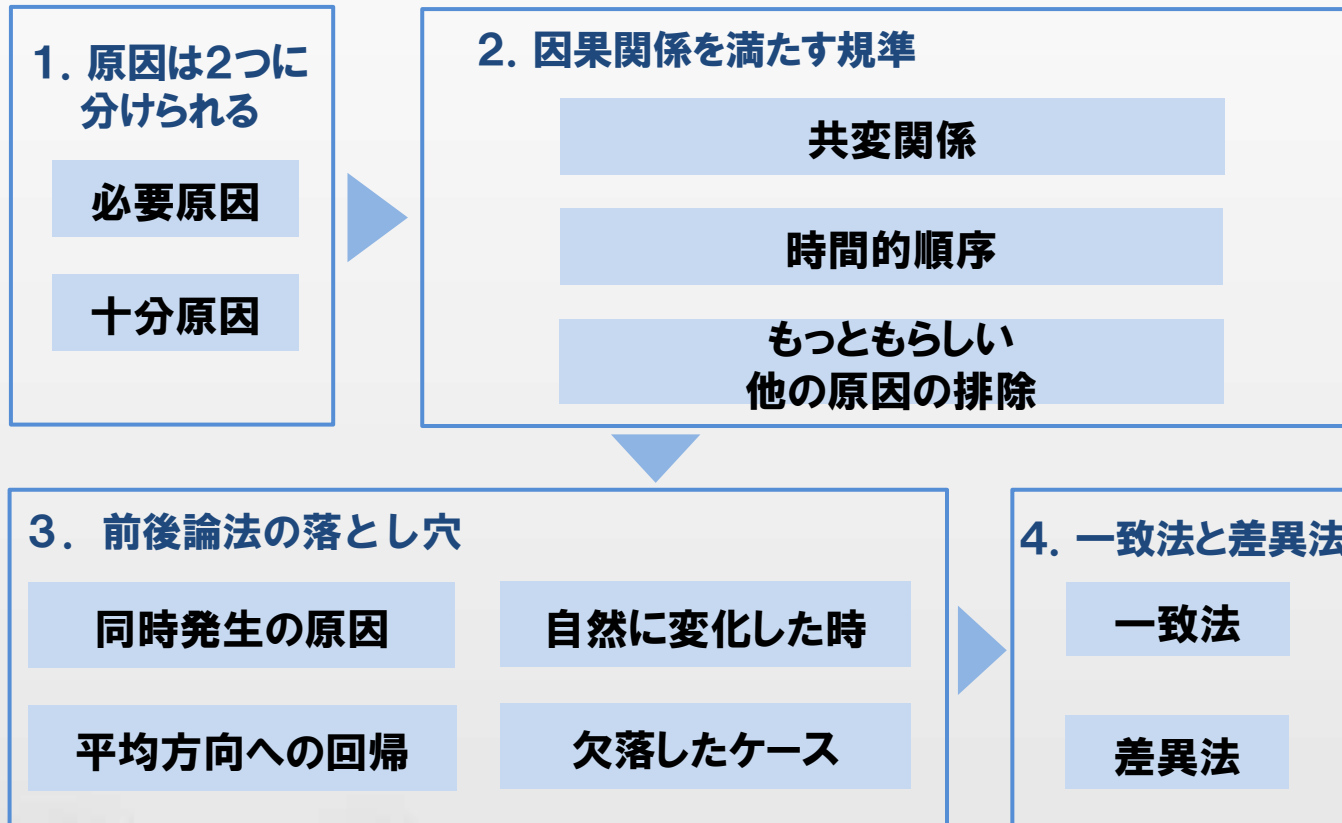 1. 原因は2つに
分けられる
必要原因
十分原因
2. 因果関係を満たす規準
共変関係
時間的順序
もっともらしい
他の原因の排除
3. 前後論法の落とし穴
同時発生の原因
自然に変化した時
平均方向への回帰
欠落したケース
4. 一致法と差異法
一致法
差異法